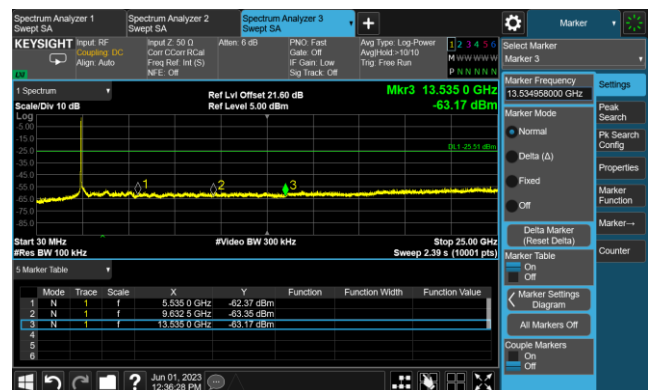 Spectrum Analyzer 1
Swept SA
Spectrum Analyzer 2
Swept SA
Spectrum Analyzer 3
Swept SA
+
Marker
KEYSIGHT
Input: RF
Coupling: DC
Align: Auto
Input Z: 50 Ω
Corr CCorr RCal
Freq Ref: Int (S)
NFE: Off
Atten: 6 dB
PNO: Fast
Gate: Off
IF Gain: Low
Sig Track: Off
Avg Type: Log-Power
Avg|Hold:>10/10
Trig: Free Run
1 2 3 4 5 6
M W W W W W
P N N N N N
LXI
Select Marker
Marker 3
1 Spectrum
Scale/Div 10 dB
Ref Lvl Offset 21.60 dB
Ref Level 5.00 dBm
Mkr3 13.535 0 GHz
-63.17 dBm
Log
-5.00
-15.0
-25.0
-35.0
-45.0
-55.0
-65.0
-75.0
-85.0
DL1 -25.51 dBm
1
2
3
Start 30 MHz
#Res BW 100 kHz
#Video BW 300 kHz
Stop 25.00 GHz
Sweep 2.39 s (10001 pts)
5 Marker Table
Mode Trace Scale X Y Function Function Width Function Value
1 N 1 f 5.535 0 GHz -62.37 dBm
2 N 1 f 9.632 5 GHz -63.35 dBm
3 N 1 f 13.535 0 GHz -63.17 dBm
4
5
6
Marker Frequency
13.534958000 GHz
Marker Mode
Normal
Delta (Δ)
Fixed
Off
Delta Marker
(Reset Delta)
Marker Table
On
Off
Marker Settings
Diagram
All Markers Off
Couple Markers
On
Off
Settings
Peak
Search
Pk Search
Config
Properties
Marker
Function
Marker→
Counter
?
Jun 01, 2023
12:36:28 PM